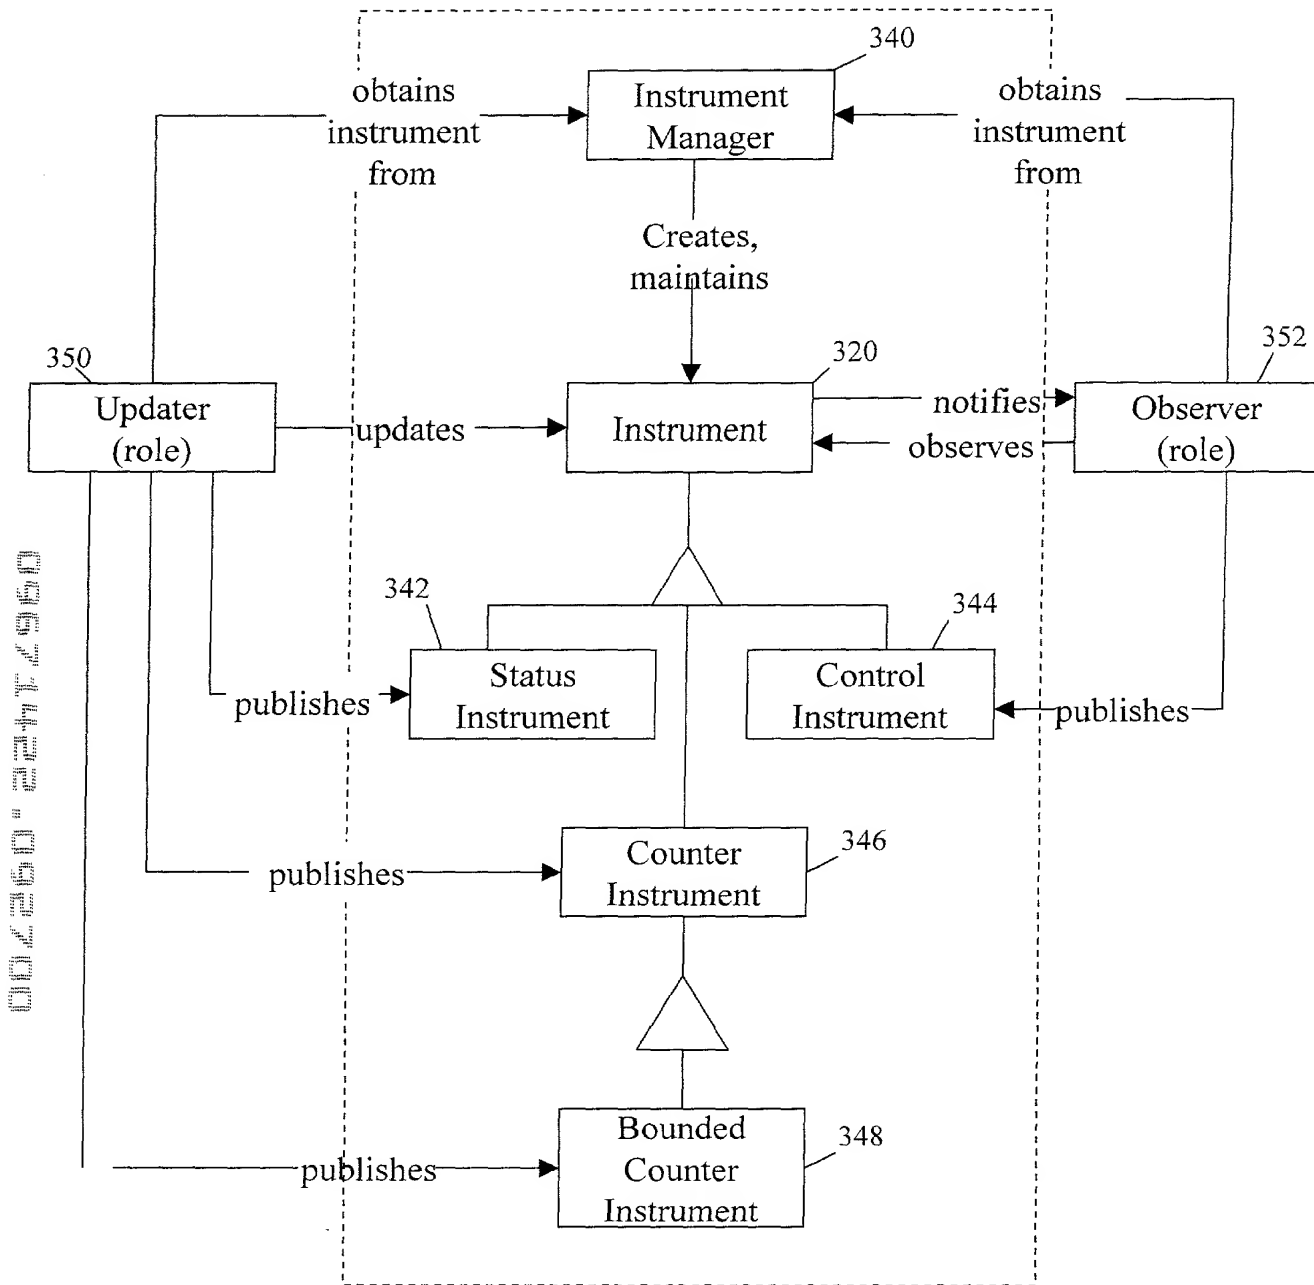 340
obtains
instrument
from
Instrument
Manager
obtains
instrument
from
Creates,
maintains
350
320
352
Updater
(role)
updates
Instrument
notifies
observes
Observer
(role)
342
344
Status
Instrument
Control
Instrument
publishes
publishes
Counter
Instrument
346
publishes
Bounded
Counter
Instrument
348
publishes
09671422.092700